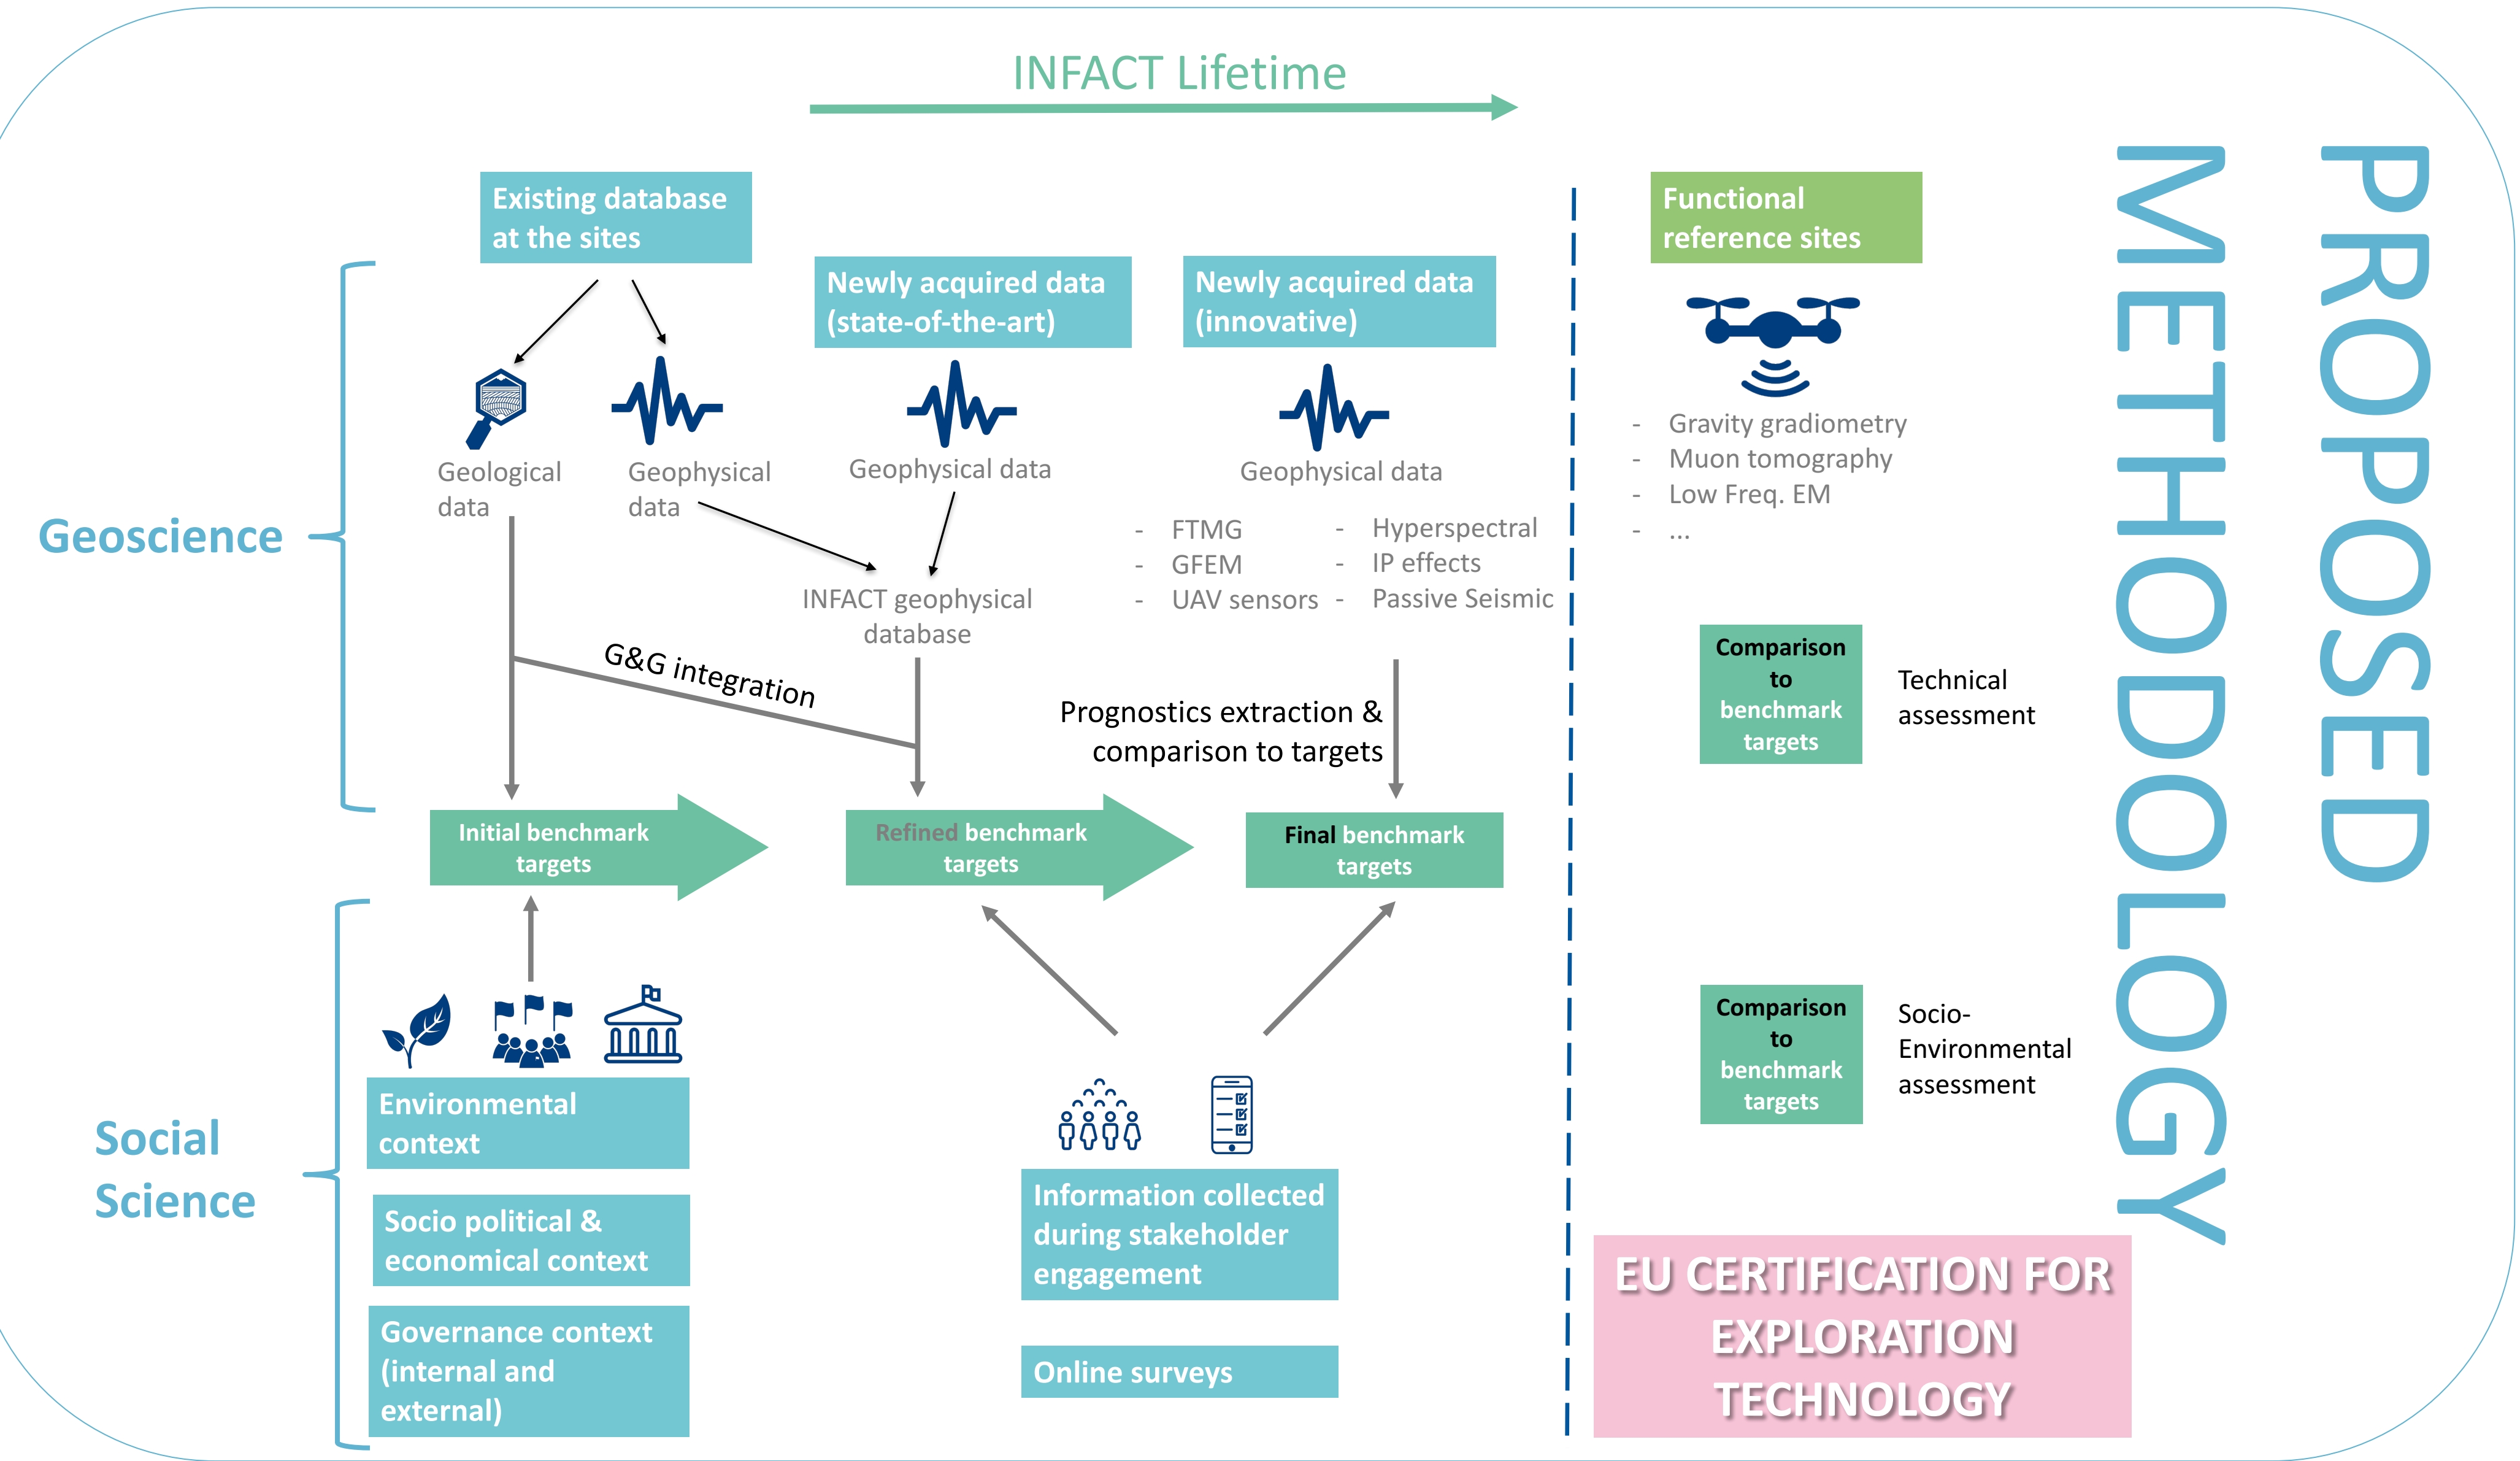 INFACT Lifetime
PROPOSED
METHODOLOGY
Geoscience
Existing database
at the sites
Geological
data
Geophysical
data
Newly acquired data
(state-of-the-art)
Geophysical data
INFACT geophysical
database
G&G integration
Newly acquired data
(innovative)
Geophysical data
- FTMG
- GFEM
- UAV sensors
- Hyperspectral
- IP effects
- Passive Seismic
Prognostics extraction &
comparison to targets
Initial benchmark
targets
Refined benchmark
targets
Final benchmark
targets
Social
Science
Environmental
context
Socio political &
economical context
Governance context
(internal and
external)
Information collected
during stakeholder
engagement
Online surveys
Functional
reference sites
- Gravity gradiometry
- Muon tomography
- Low Freq. EM
- ...
Comparison
to
benchmark
targets
Technical
assessment
Comparison
to
benchmark
targets
Socio-
Environmental
assessment
EU CERTIFICATION FOR
EXPLORATION
TECHNOLOGY